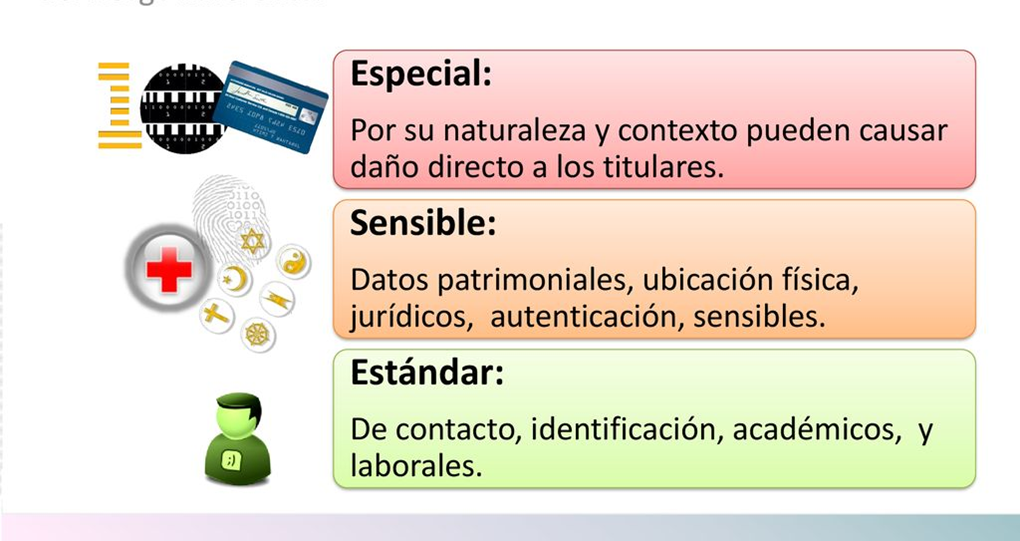 Especial:
Por su naturaleza y contexto pueden causar
daño directo a los titulares.
Sensible:
Datos patrimoniales, ubicación física,
jurídicos, autenticación, sensibles.
Estándar:
De contacto, identificación, académicos, y
laborales.